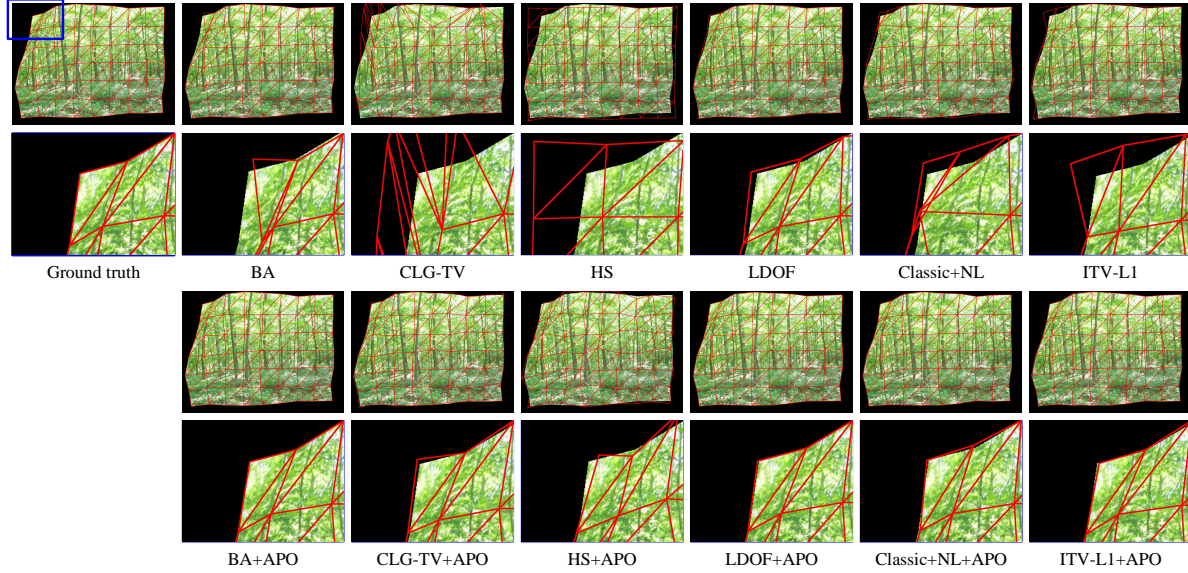 Ground truth BA CLG-TV HS LDOF Classic+NL ITV-L1
BA+APO CLG-TV+APO HS+APO LDOF+APO Classic+NL+APO ITV-L1+APO